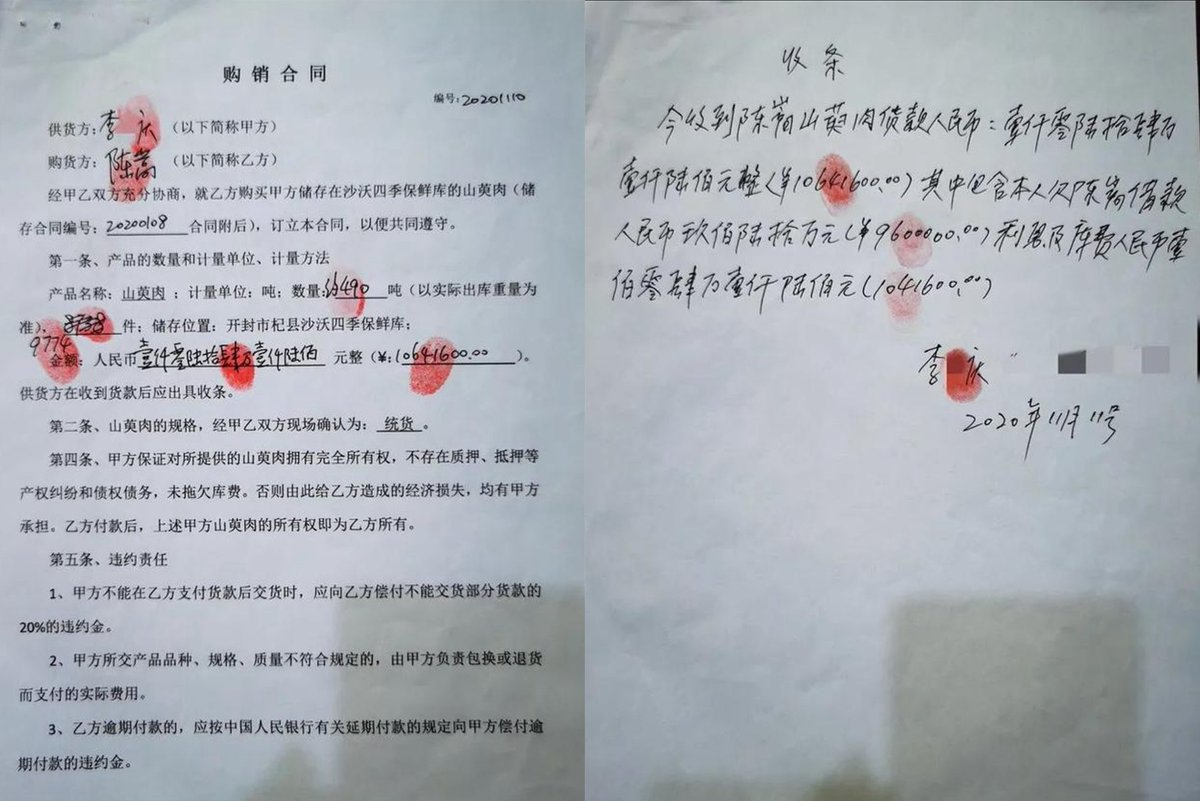 购销合同
编号:20201110
供货方:李庆(以下简称甲方)
购货方:陈嵩(以下简称乙方)
经甲乙双方充分协商,就乙方购买甲方储存在沙沃四季保鲜库的山萸肉(储
存合同编号:20200108合同附后),订立本合同,以便共同遵守。
第一条、产品的数量和计量单位、计量方法
产品名称:山萸肉;计量单位:吨;数量:约490吨(以实际出库重量为
准),件;储存位置:开封市杞县沙沃四季保鲜库;
9774
金额:人民币壹仟零陆拾肆万壹仟陆佰元整(¥:10641600.00)。
供货方在收到货款后应出具收条。
第二条、山萸肉的规格,经甲乙双方现场确认为:统货。
第四条、甲方保证对所提供的山萸肉拥有完全所有权,不存在质押、抵押等
产权纠纷和债权债务,未拖欠库费。否则由此给乙方造成的经济损失,均有甲方
承担。乙方付款后,上述甲方山萸肉的所有权即为乙方所有。
第五条、违约责任
1、甲方不能在乙方支付货款后交货时,应向乙方偿付不能交货部分货款的
20%的违约金。
2、甲方所交产品品种、规格、质量不符合规定的,由甲方负责包换或退货
而支付的实际费用。
3、乙方逾期付款的,应按中国人民银行有关延期付款的规定向甲方偿付逾
期付款的违约金。
收条
今收到陈嵩山萸肉货款人民币:壹仟零陆拾肆万
壹仟陆佰元整(¥10641600.00)其中包含本人欠陈嵩借款
人民币玖佰陆拾万元(¥9600000.00)利息及库费人民币壹
佰零肆万壹仟陆佰元(1041600.00)
李庆
2020年11月11号